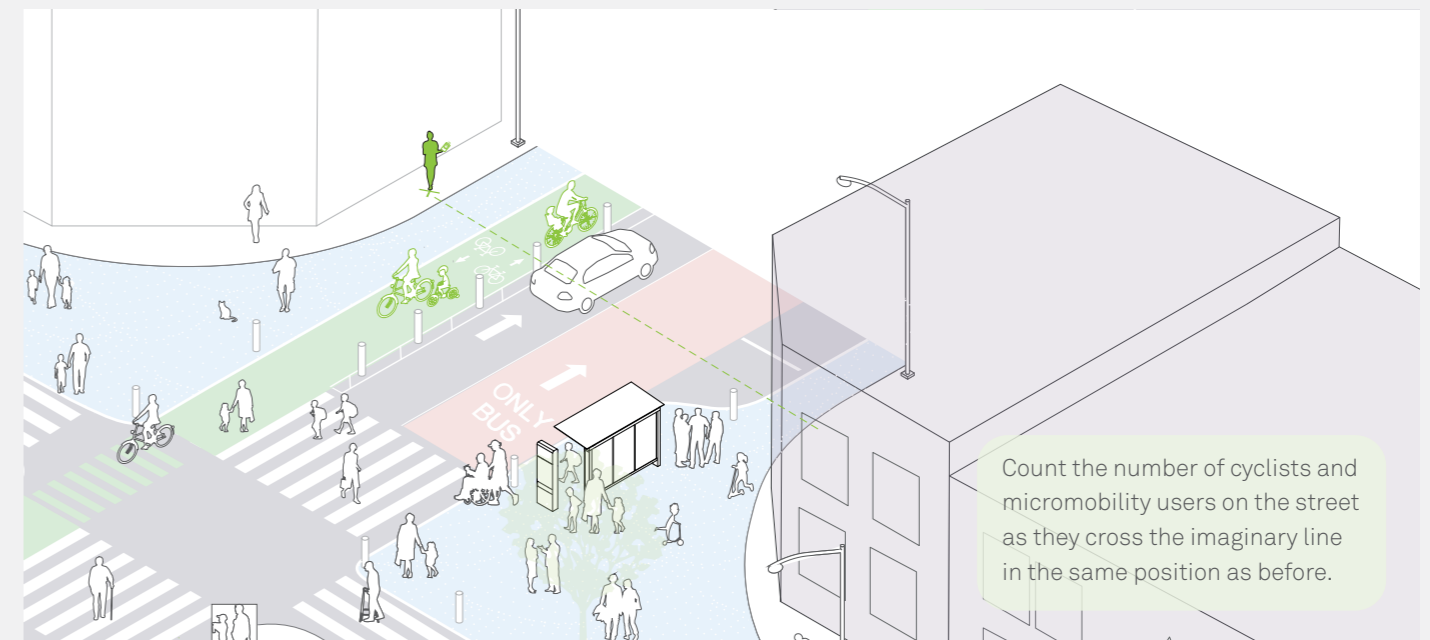 ONLY
BUS
Count the number of cyclists and
micromobility users on the street
as they cross the imaginary line
in the same position as before.